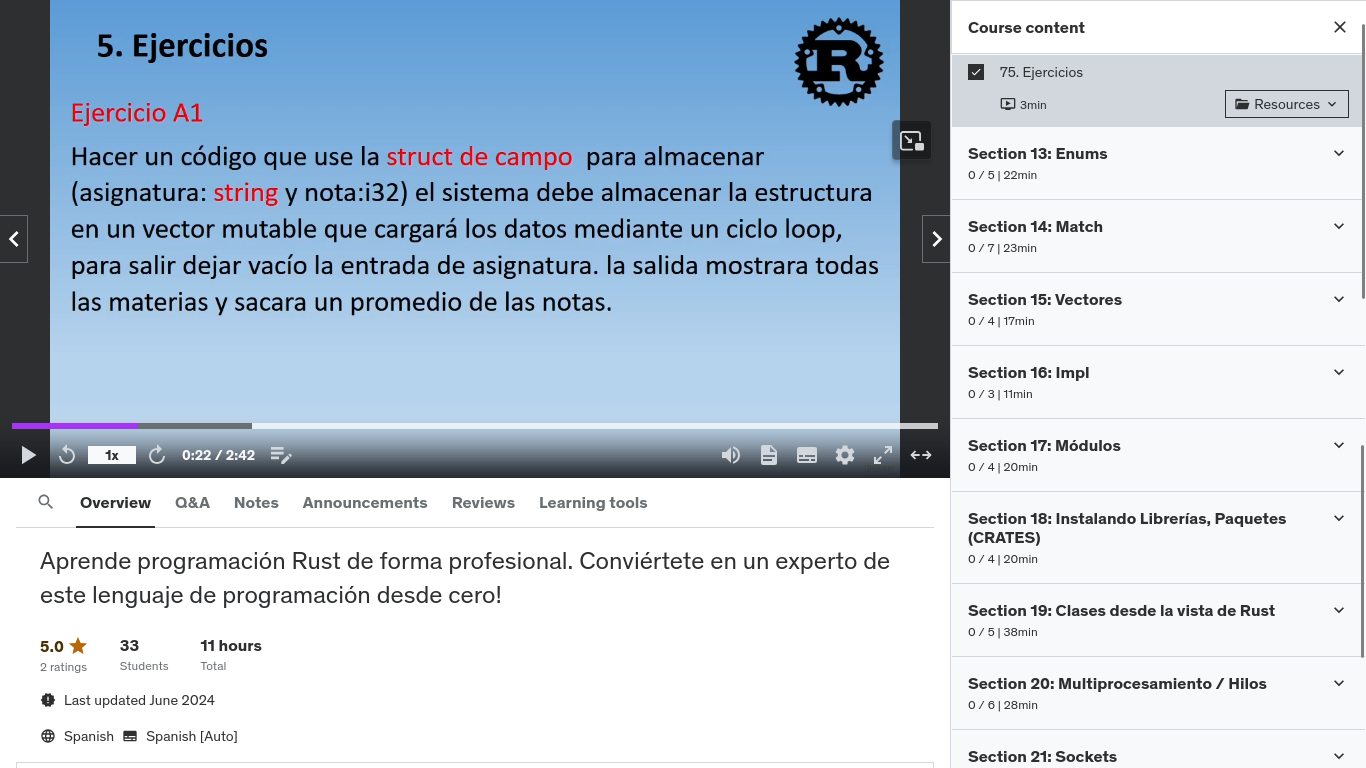 5. Ejercicios
R
Ejercicio A1
Hacer un código que use la struct de campo para almacenar
(asignatura: string y nota:i32) el sistema debe almacenar la estructura
en un vector mutable que cargará los datos mediante un ciclo loop,
para salir dejar vacío la entrada de asignatura. la salida mostrara todas
las materias y sacara un promedio de las notas.
1x
0:22 / 2:42
Overview
Q&A
Notes
Announcements
Reviews
Learning tools
Aprende programación Rust de forma profesional. Conviértete en un experto de
este lenguaje de programación desde cero!
5.0
33
11 hours
2 ratings
Students
Total
Last updated June 2024
Spanish
Spanish [Auto]
Course content
75. Ejercicios
3min
Resources
Section 13: Enums
0 / 5 | 22min
Section 14: Match
0 / 7 | 23min
Section 15: Vectores
0 / 4 | 17min
Section 16: Impl
0 / 3 | 11min
Section 17: Módulos
0 / 4 | 20min
Section 18: Instalando Librerías, Paquetes
(CRATES)
0 / 4 | 20min
Section 19: Clases desde la vista de Rust
0 / 5 | 38min
Section 20: Multiprocesamiento / Hilos
0 / 6 | 28min
Section 21: Sockets